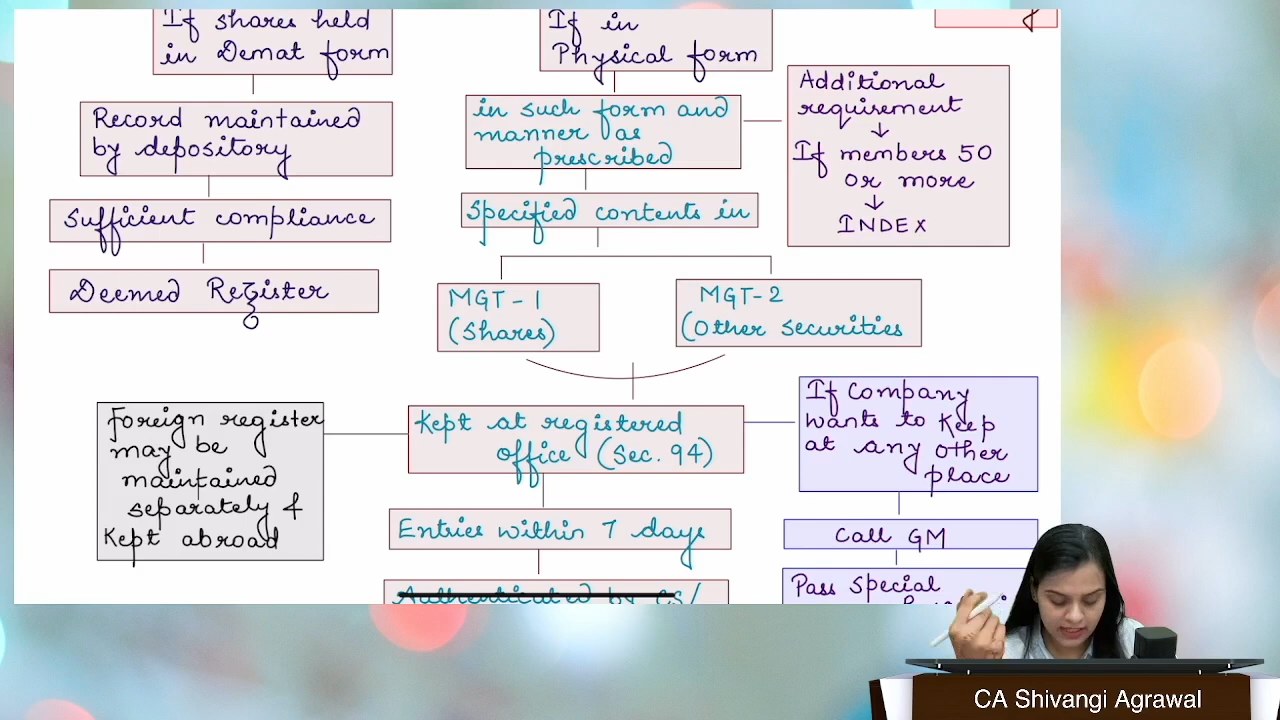 If shares held
in Demat form
Record maintained
by depository
Sufficient compliance
Deemed Register
If in
Physical form
in such form and
manner as
prescribed
Additional
requirement
If members 50
or more
INDEX
Specified contents in
MGT-1
(Shares)
MGT-2
(Other securities
Foreign register
may be
maintained
separately &
Kept abroad
Kept at registered
office (Sec. 94)
If Company
wants to Keep
at any other
place
Entries within 7 days
Call GM
Authenticated by CS/
Pass special
CA Shivangi Agrawal